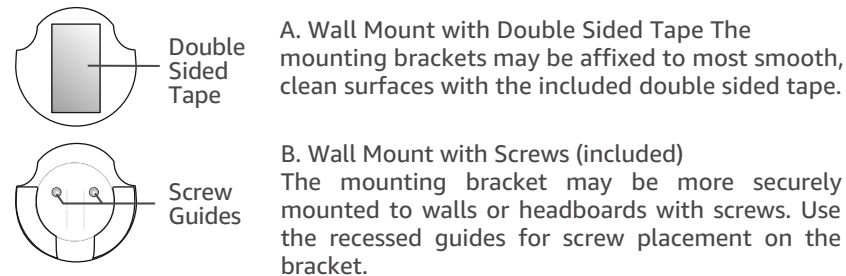 Double
Sided
Tape
A. Wall Mount with Double Sided Tape The
mounting brackets may be affixed to most smooth,
clean surfaces with the included double sided tape.
Screw
Guides
B. Wall Mount with Screws (included)
The mounting bracket may be more securely
mounted to walls or headboards with screws. Use
the recessed guides for screw placement on the
bracket.